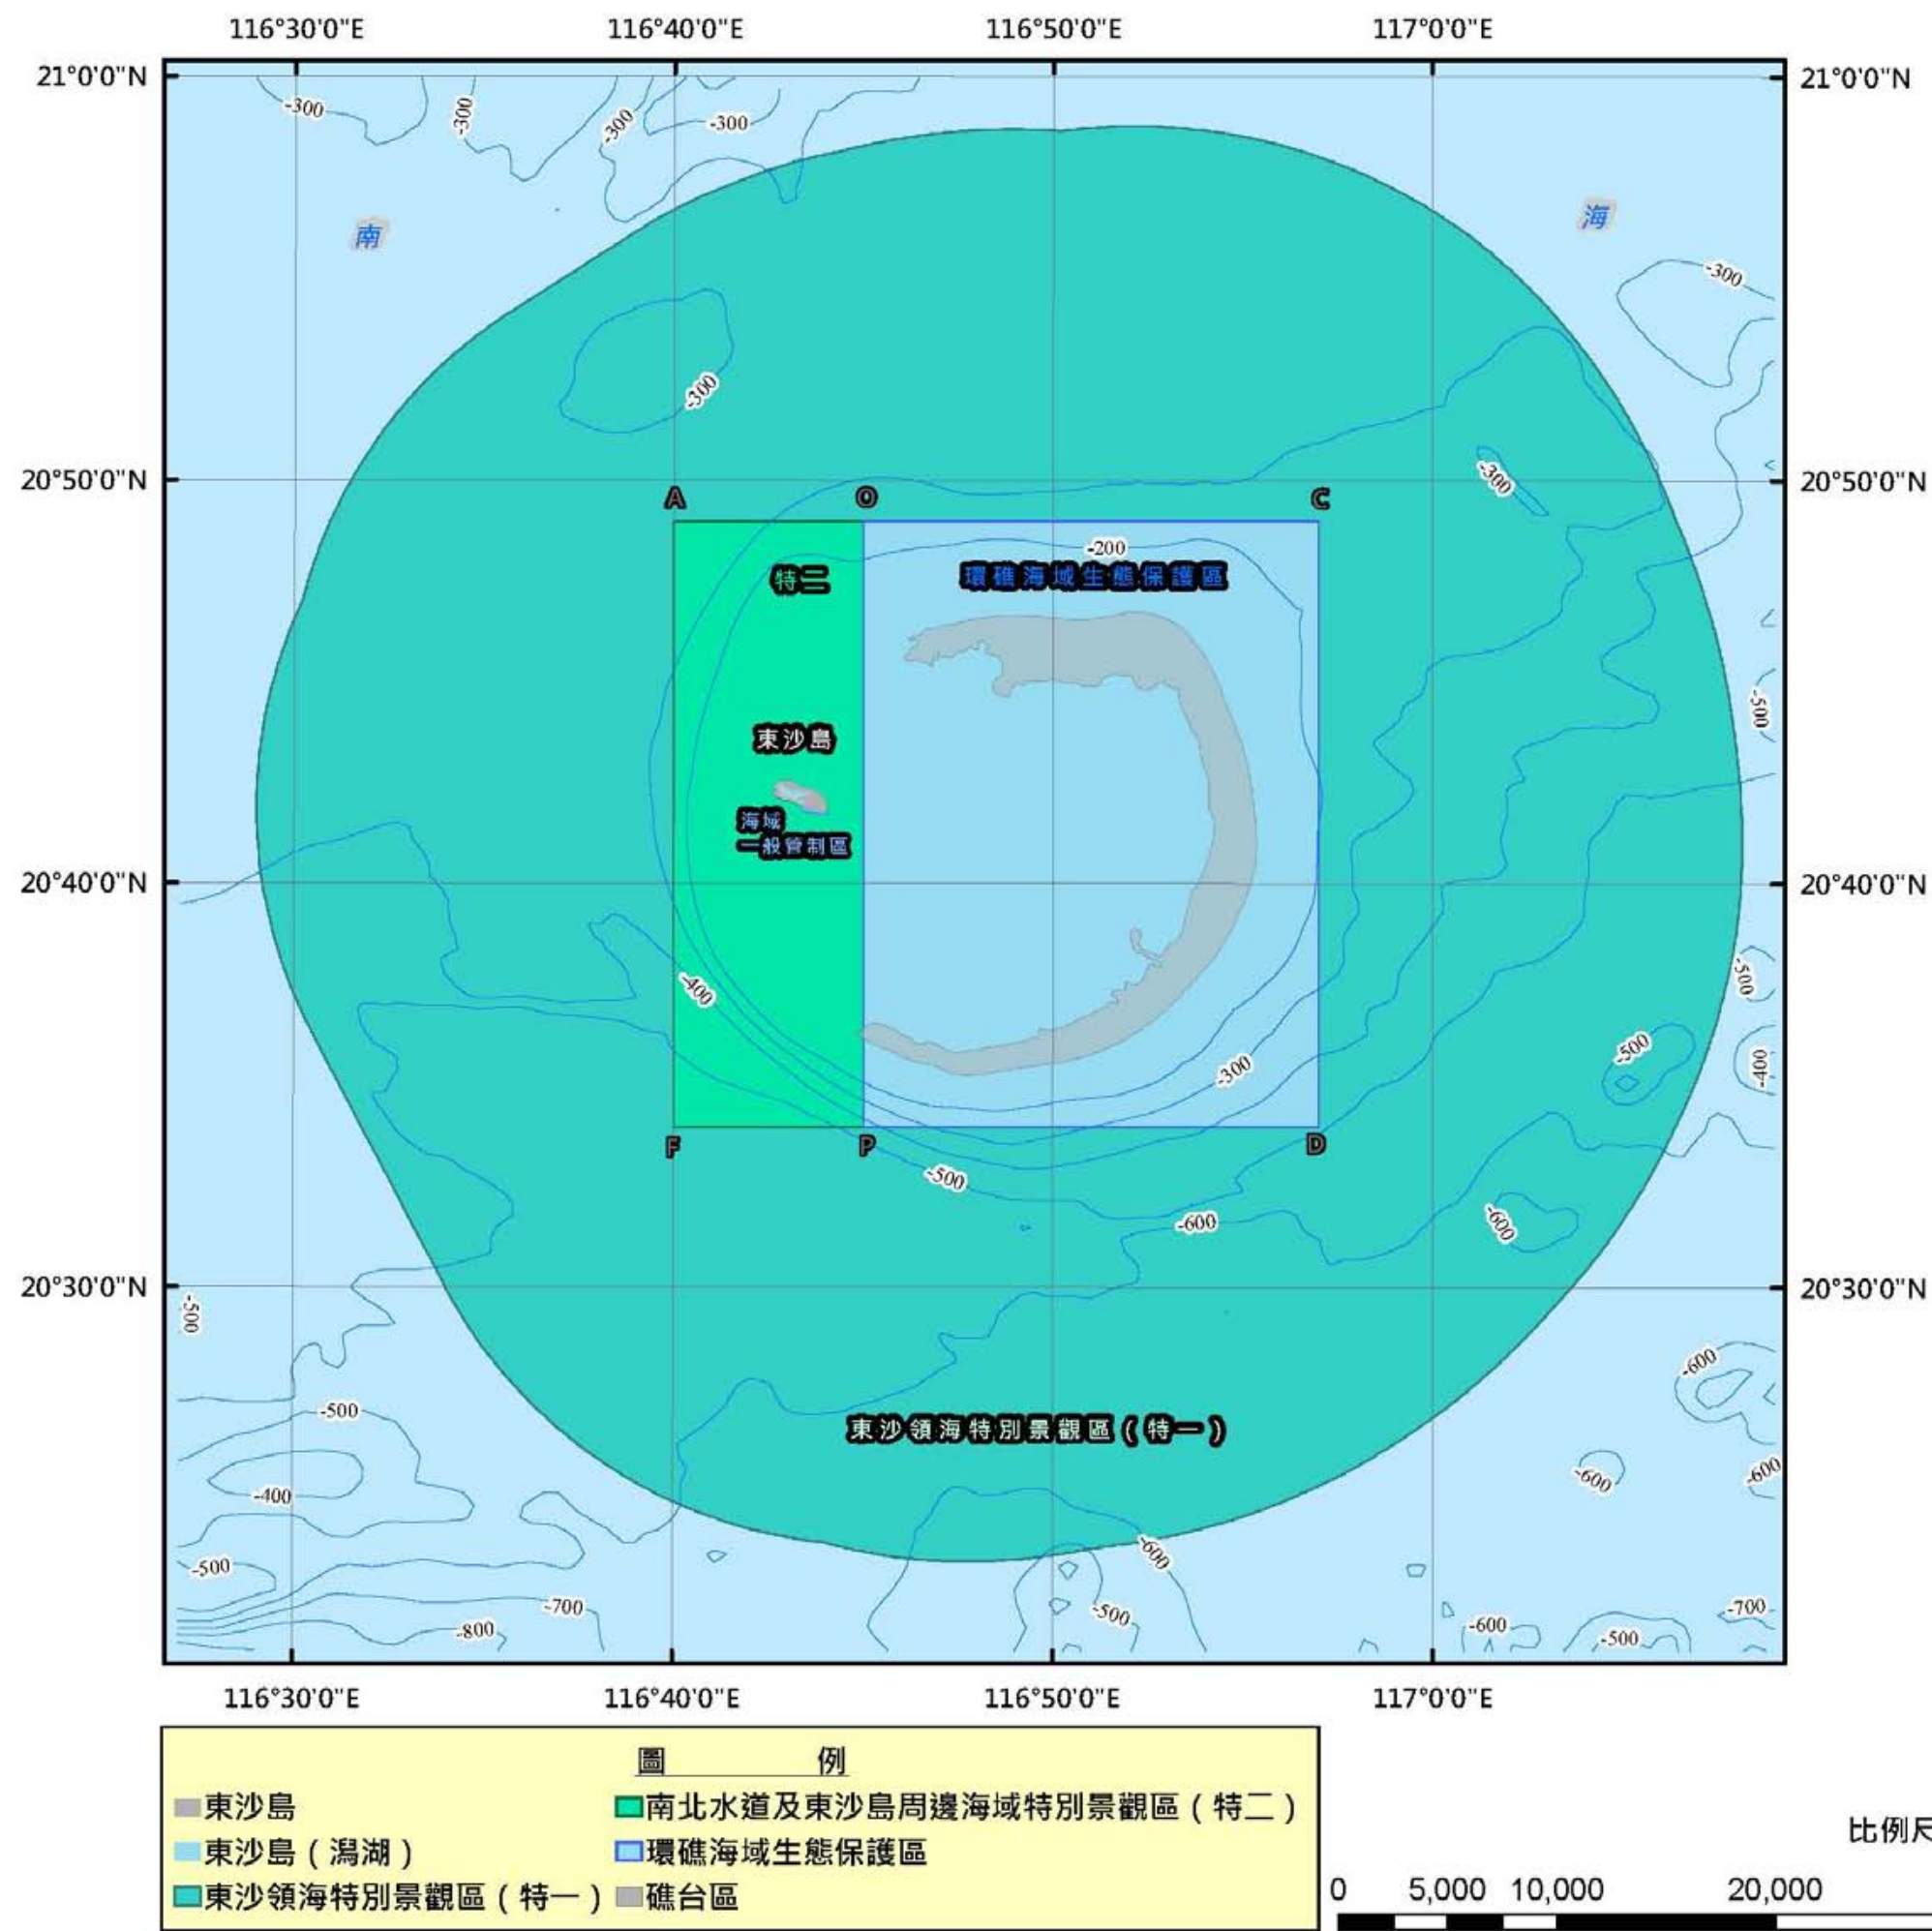 116°30'0"E 116°40'0"E 116°50'0"E 117°0'0"E
21°0'0"N 21°0'0"N
-300 -300 -300 -300
南 海
-300
-300
20°50'0"N -300 20°50'0"N
A O C
-200
特二 環礁海域生態保護區
-500
東沙島
海域
一般管制區
20°40'0"N 20°40'0"N
-400 -500
-500 -400
-300
F P D
-500
-600 -600
20°30'0"N 20°30'0"N
-500
-600
-500
東沙領海特別景觀區(特一)
-400 -600 -600
-500 -600
-700 -500 -700
-800 -600 -500
116°30'0"E 116°40'0"E 116°50'0"E 117°0'0"E
圖 例
東沙島 南北水道及東沙島周邊海域特別景觀區(特二)
東沙島(潟湖) 環礁海域生態保護區
東沙領海特別景觀區(特一) 礁台區
比例尺
0 5,000 10,000 20,000